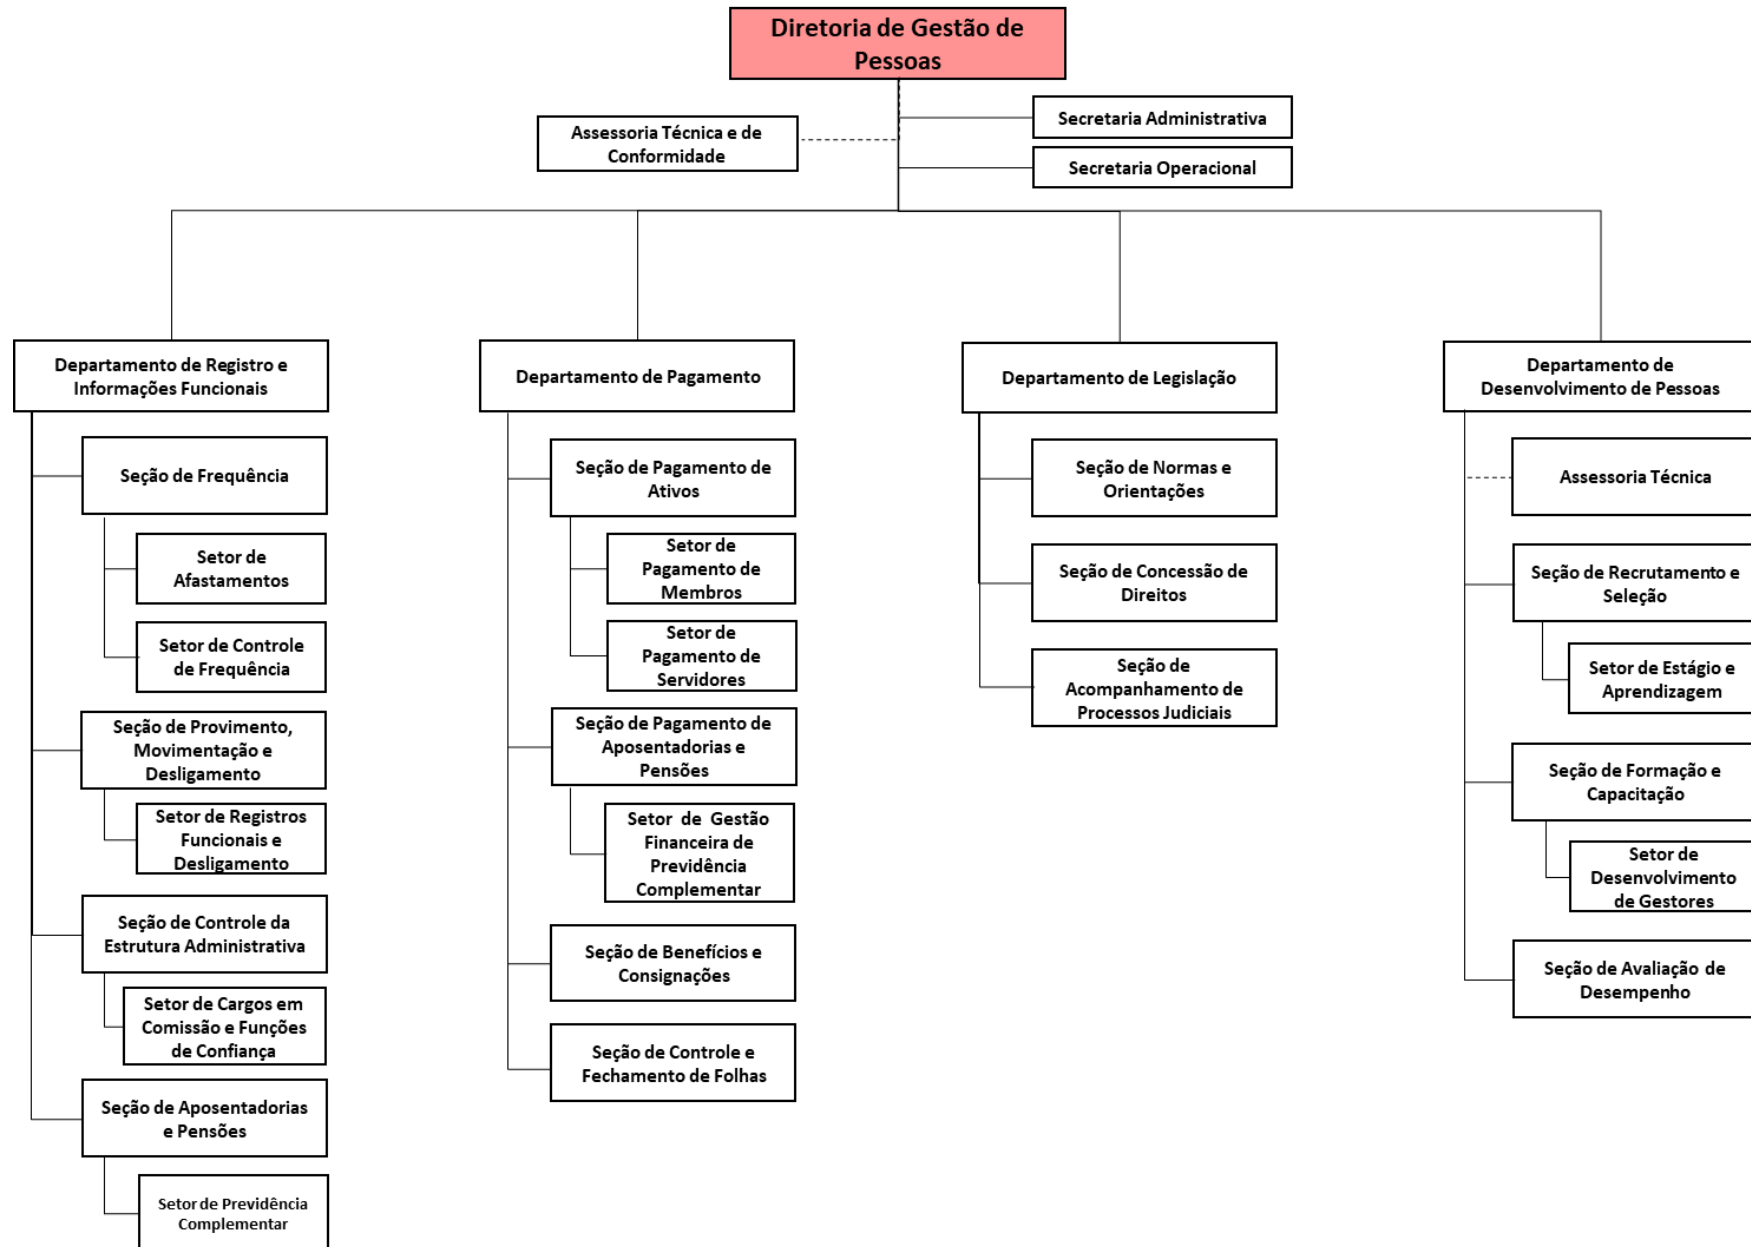 Diretoria de Gestão de
Pessoas
Assessoria Técnica e de
Conformidade
Secretaria Administrativa
Secretaria Operacional
Departamento de Registro e
Informações Funcionais
Seção de Frequência
Setor de
Afastamentos
Setor de Controle
de Frequência
Seção de Provimento,
Movimentação e
Desligamento
Setor de Registros
Funcionais e
Desligamento
Seção de Controle da
Estrutura Administrativa
Setor de Cargos em
Comissão e Funções
de Confiança
Seção de Aposentadorias
e Pensões
Setor de Previdência
Complementar
Departamento de Pagamento
Seção de Pagamento de
Ativos
Setor de
Pagamento de
Membros
Setor de
Pagamento de
Servidores
Seção de Pagamento de
Aposentadorias e
Pensões
Setor de Gestão
Financeira de
Previdência
Complementar
Seção de Benefícios e
Consignações
Seção de Controle e
Fechamento de Folhas
Departamento de Legislação
Seção de Normas e
Orientações
Seção de Concessão de
Direitos
Seção de
Acompanhamento de
Processos Judiciais
Departamento de
Desenvolvimento de Pessoas
Assessoria Técnica
Seção de Recrutamento e
Seleção
Setor de Estágio e
Aprendizagem
Seção de Formação e
Capacitação
Setor de
Desenvolvimento
de Gestores
Seção de Avaliação de
Desempenho